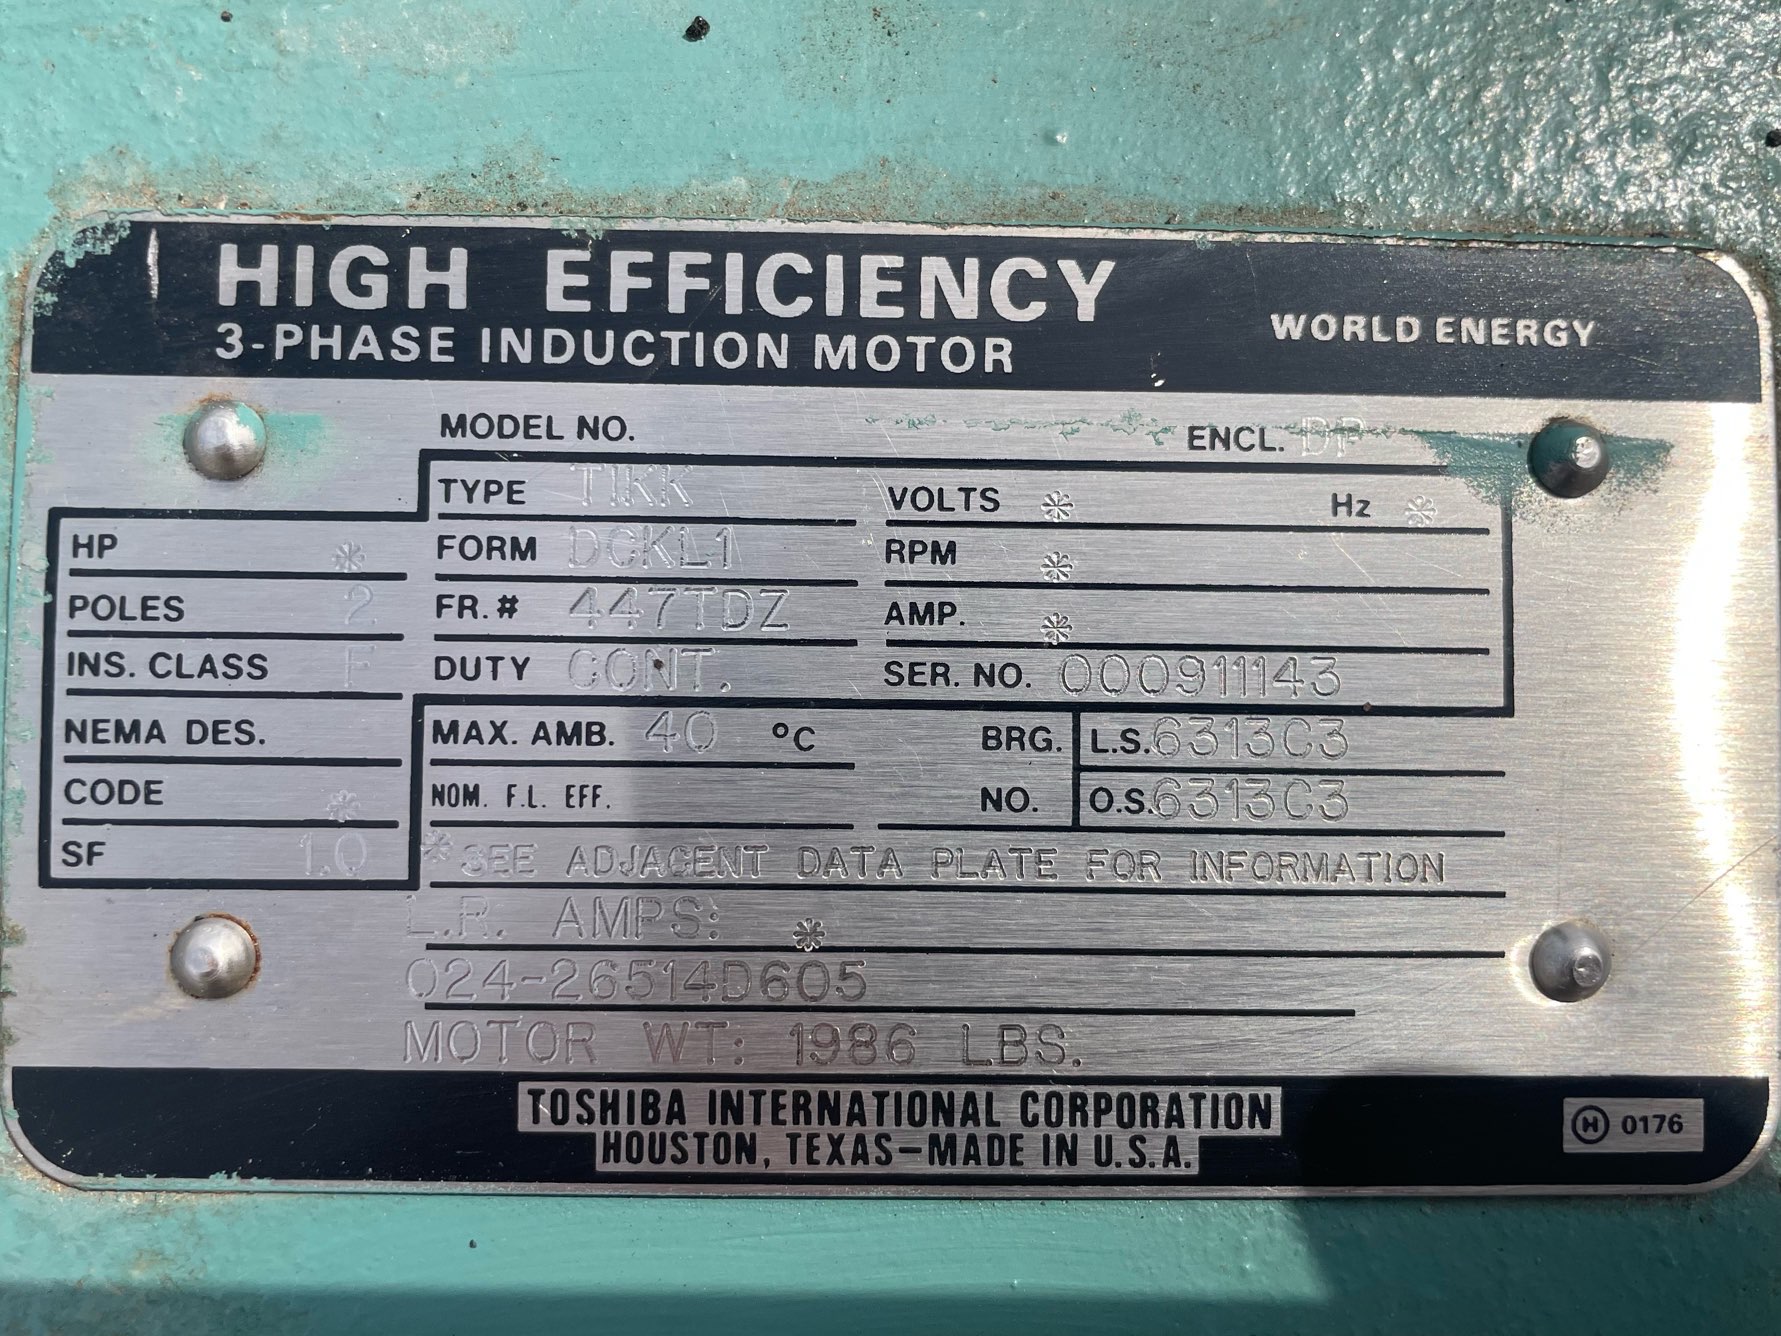 HIGH EFFICIENCY
3-PHASE INDUCTION MOTOR
WORLD ENERGY
MODEL NO. ENCL. DP
TYPE TIKK VOLTS * Hz *
HP * FORM DCKL1 RPM *
POLES 2 FR.# 447TDZ AMP. *
INS. CLASS F DUTY CONT. SER. NO. 000911143
NEMA DES. MAX. AMB. 40 °C BRG. L.S. 6313C3
CODE * NOM. F.L. EFF. NO. O.S. 6313C3
SF 1.0 * SEE ADJACENT DATA PLATE FOR INFORMATION
L.R. AMPS: *
024-26514D605
MOTOR WT: 1986 LBS.
TOSHIBA INTERNATIONAL CORPORATION
HOUSTON, TEXAS-MADE IN U.S.A.
H 0176